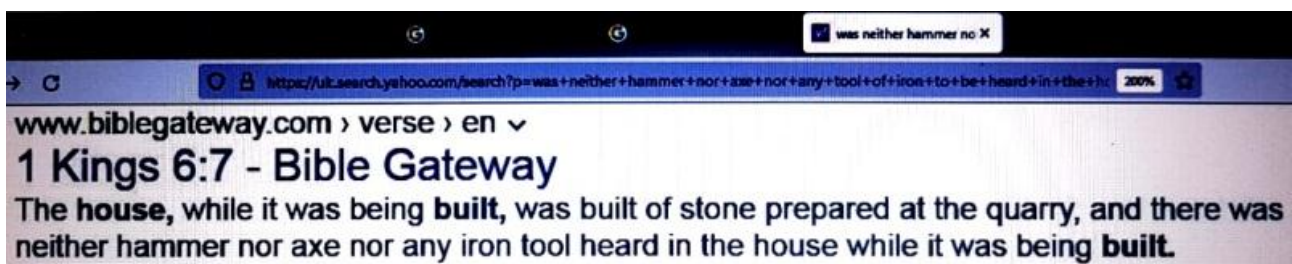 was neither hammer no X
https://uk.search.yahoo.com/search?p=was+neither+hammer+nor+axe+nor+any+tool+of+iron+to+be+heard+in+the+h 200%
www.biblegateway.com › verse › en
1 Kings 6:7 - Bible Gateway
The house, while it was being built, was built of stone prepared at the quarry, and there was
neither hammer nor axe nor any iron tool heard in the house while it was being built.